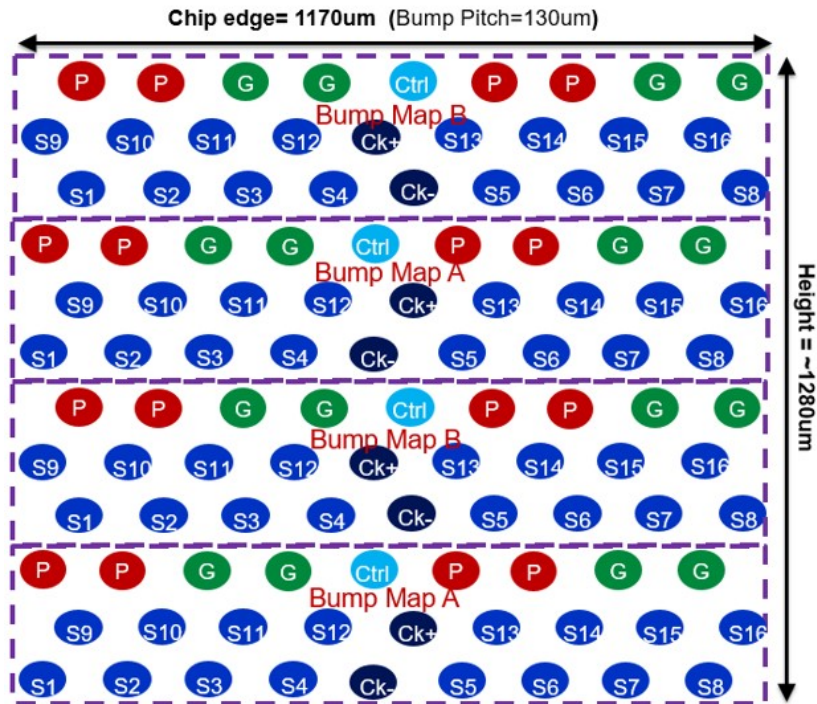 Chip edge= 1170um (Bump Pitch=130um)
P P G G Ctrl P P G G
Bump Map B
S9 S10 S11 S12 Ck+ S13 S14 S15 S16
S1 S2 S3 S4 Ck- S5 S6 S7 S8
P P G G Ctrl P P G G
Bump Map A
S9 S10 S11 S12 Ck+ S13 S14 S15 S16
S1 S2 S3 S4 Ck- S5 S6 S7 S8
P P G G Ctrl P P G G
Bump Map B
S9 S10 S11 S12 Ck+ S13 S14 S15 S16
S1 S2 S3 S4 Ck- S5 S6 S7 S8
P P G G Ctrl P P G G
Bump Map A
S9 S10 S11 S12 Ck+ S13 S14 S15 S16
S1 S2 S3 S4 Ck- S5 S6 S7 S8
Height = ~1280um